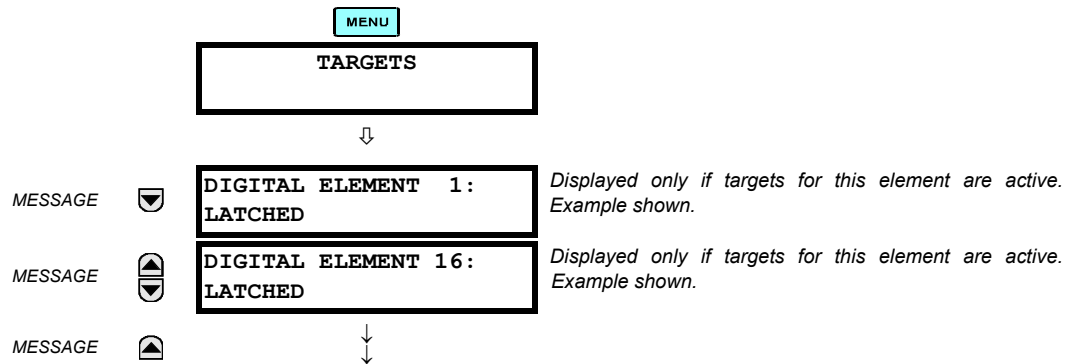 MENU
TARGETS
⇩
MESSAGE
DIGITAL ELEMENT  1:
LATCHED
Displayed only if targets for this element are active.
Example shown.
MESSAGE
DIGITAL ELEMENT 16:
LATCHED
Displayed only if targets for this element are active.
Example shown.
MESSAGE
↓
↓